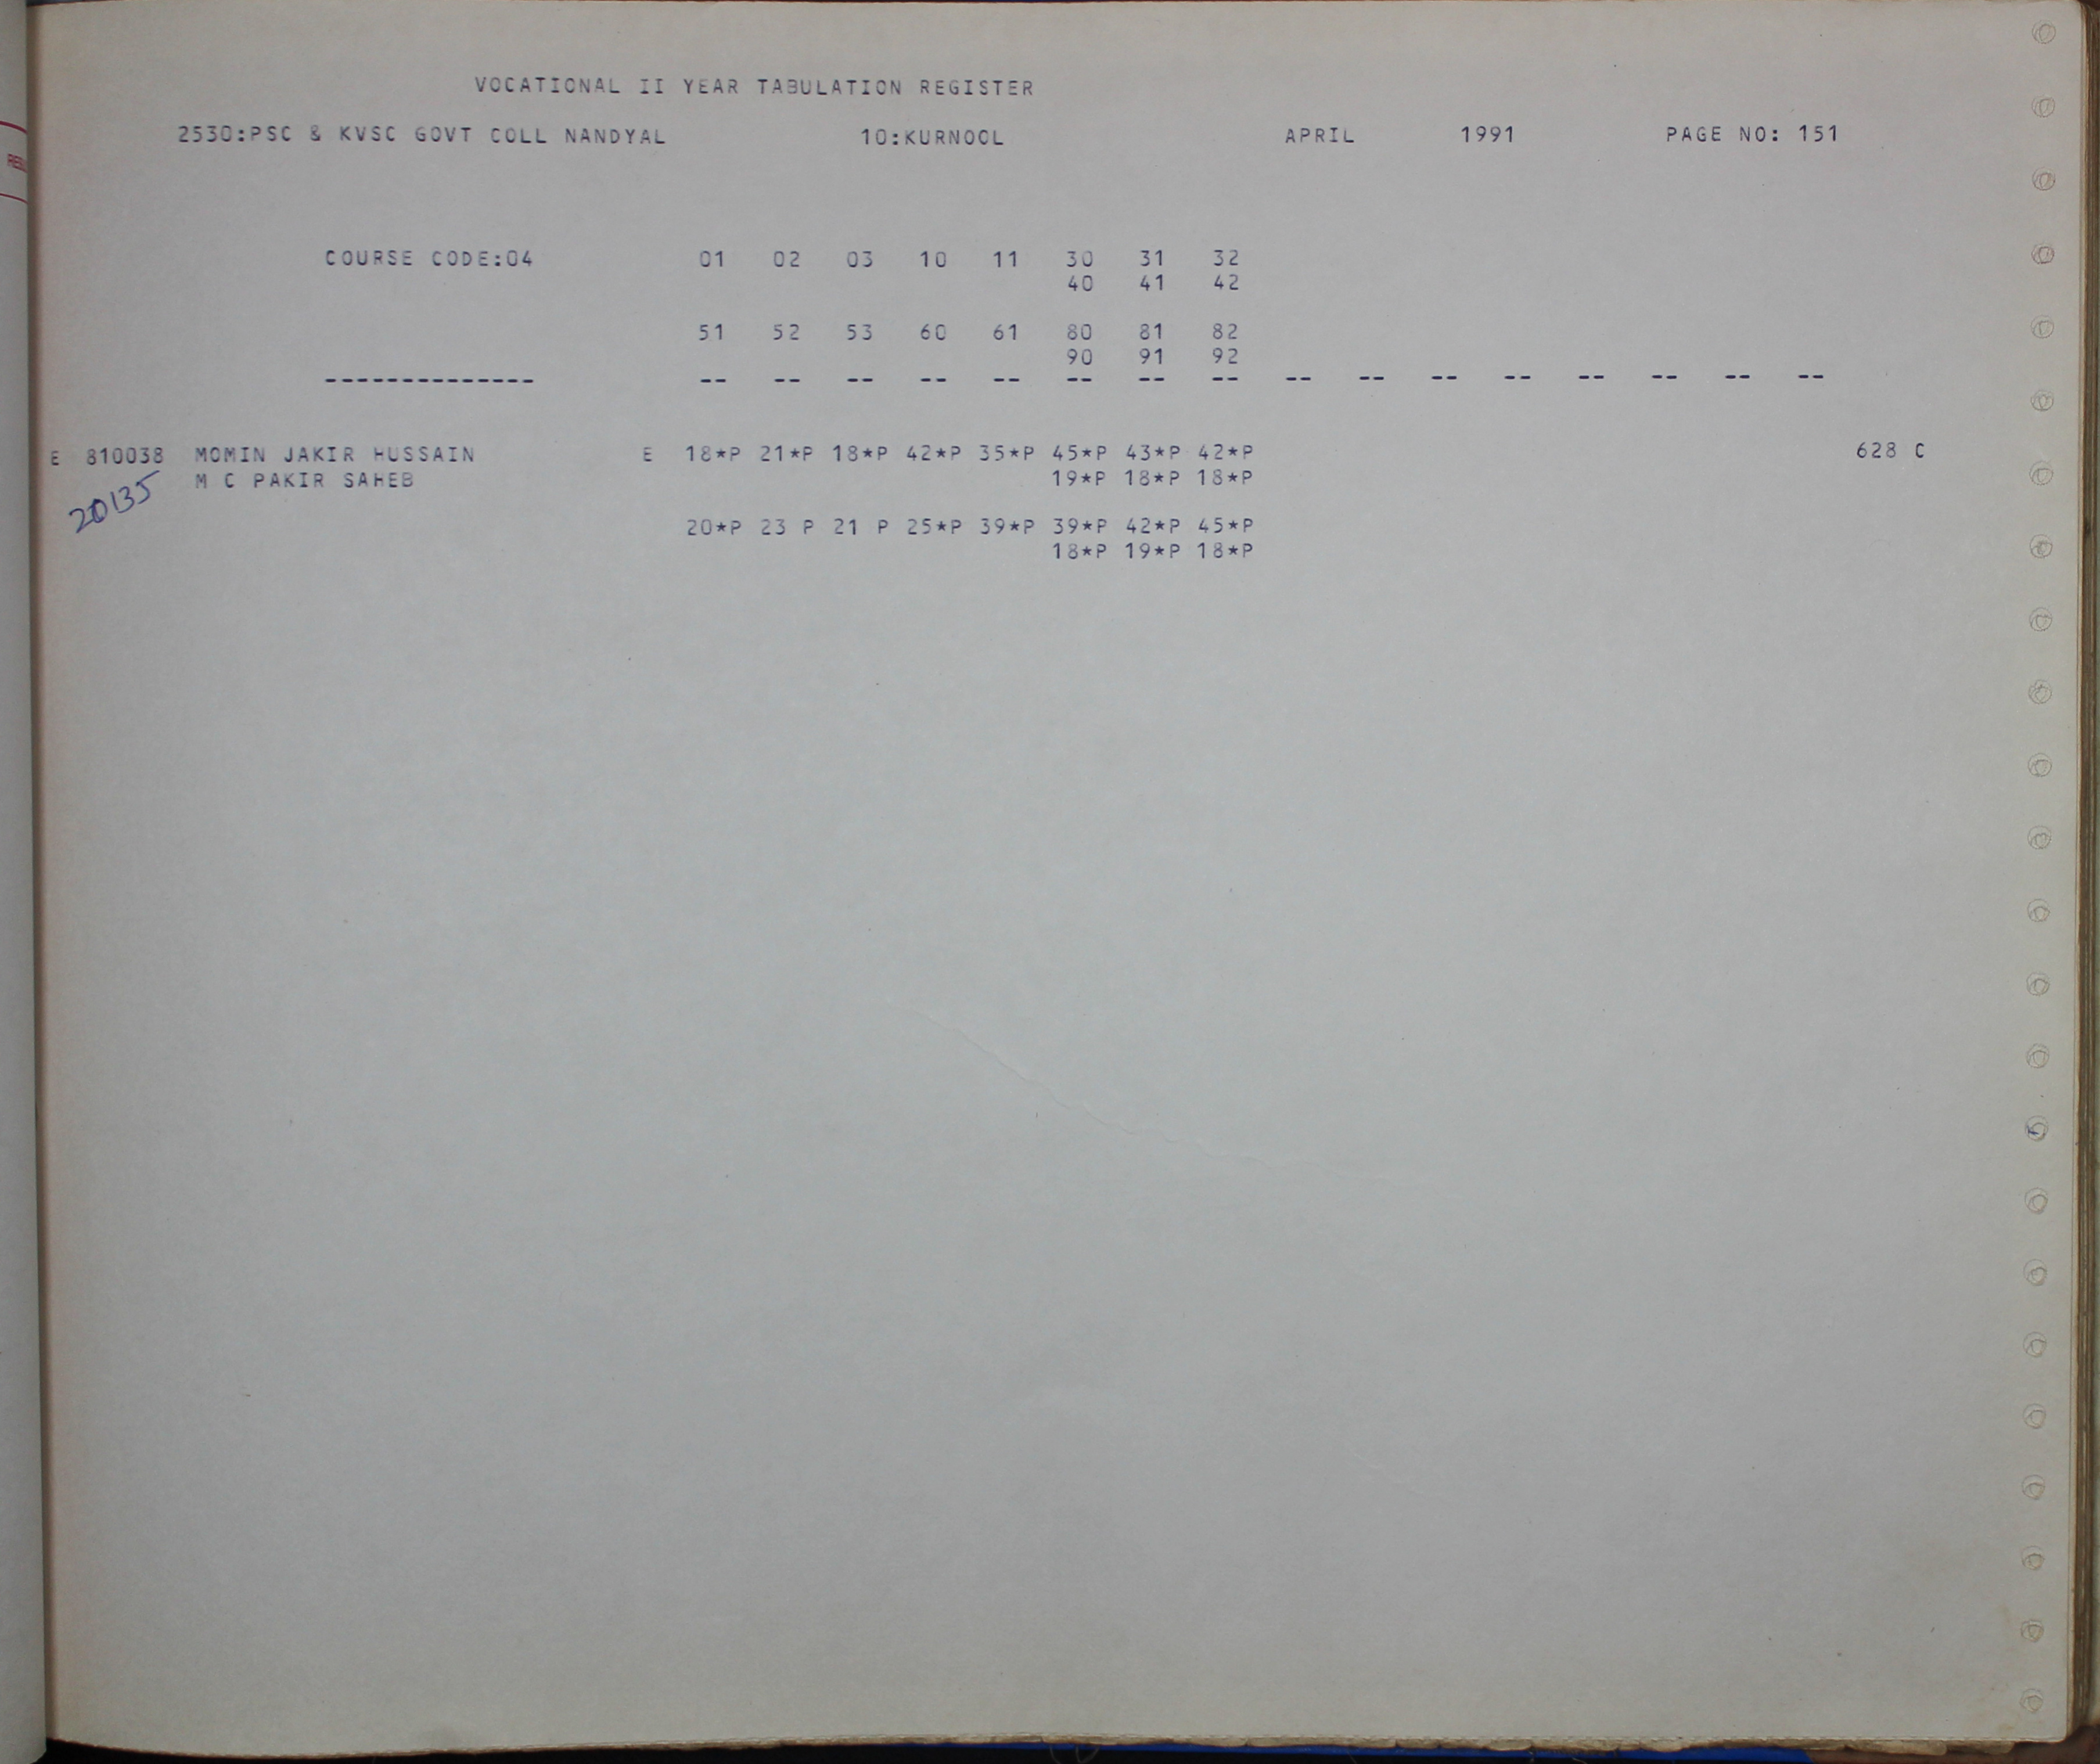 VOCATIONAL II YEAR TABULATION REGISTER
2530:PSC & KVSC GOVT COLL NANDYAL 10:KURNOOL APRIL 1991 PAGE NO: 151
COURSE CODE:04 01 02 03 10 11 30 31 32
40 41 42
51 52 53 60 61 80 81 82
90 91 92
-------------- -- -- -- -- -- -- -- -- -- -- -- -- -- -- -- --
E 810038 MOMIN JAKIR HUSSAIN E 18*P 21*P 18*P 42*P 35*P 45*P 43*P 42*P 628 C
M C PAKIR SAHEB 19*P 18*P 18*P
20135
20*P 23 P 21 P 25*P 39*P 39*P 42*P 45*P
18*P 19*P 18*P